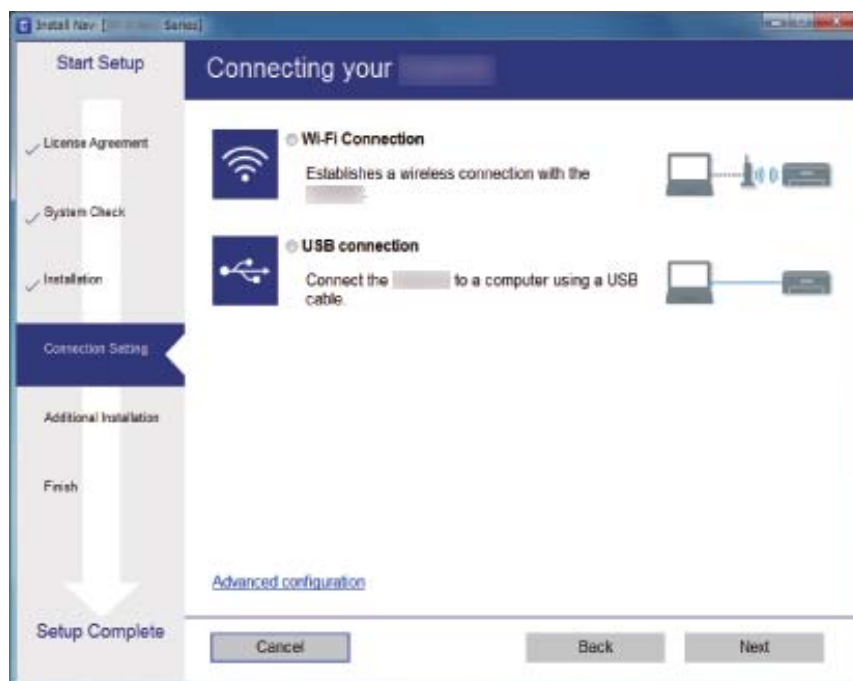 Install Navi [ Series]
Start Setup
License Agreement
System Check
Installation
Connection Setting
Additional Installation
Finish
Setup Complete
Connecting your
Wi-Fi Connection
Establishes a wireless connection with the
.
USB connection
Connect the to a computer using a USB
cable.
Advanced configuration
Cancel
Back
Next